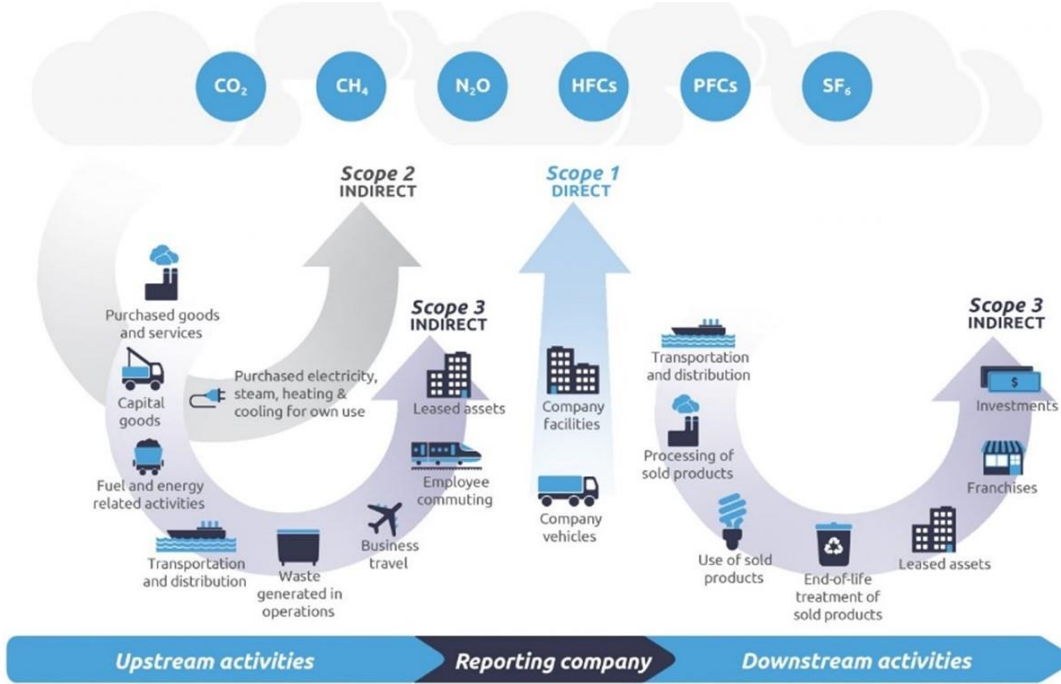 CO₂
CH₄
N₂O
HFCs
PFCs
SF₆
Scope 2
INDIRECT
Scope 1
DIRECT
Purchased goods
and services
Capital
goods
Fuel and energy
related activities
Transportation
and distribution
Waste
generated in
operations
Business
travel
Employee
commuting
Leased assets
Scope 3
INDIRECT
Purchased electricity,
steam, heating &
cooling for own use
Company
facilities
Company
vehicles
Transportation
and distribution
Processing of
sold products
Use of sold
products
End-of-life
treatment of
sold products
Leased assets
Franchises
$
Investments
Scope 3
INDIRECT
Upstream activities
Reporting company
Downstream activities